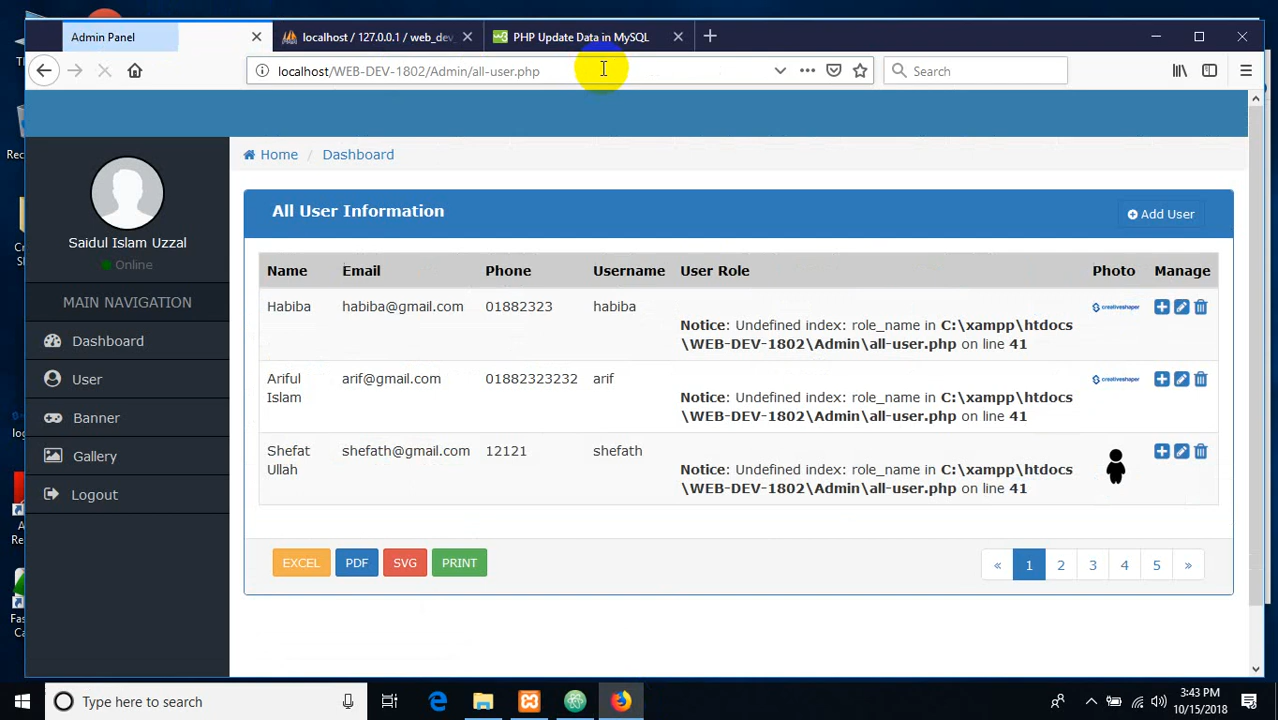 Admin Panel
localhost / 127.0.0.1 / web_dev_
PHP Update Data in MySQL
localhost/WEB-DEV-1802/Admin/all-user.php
Search
Home / Dashboard
Saidul Islam Uzzal
Online
MAIN NAVIGATION
Dashboard
User
Banner
Gallery
Logout
All User Information
Add User
Name Email Phone Username User Role Photo Manage
Habiba habiba@gmail.com 01882323 habiba
Notice: Undefined index: role_name in C:\xampp\htdocs
\WEB-DEV-1802\Admin\all-user.php on line 41
creativeshaper
Ariful arif@gmail.com 01882323232 arif
Islam
Notice: Undefined index: role_name in C:\xampp\htdocs
\WEB-DEV-1802\Admin\all-user.php on line 41
creativeshaper
Shefat shefath@gmail.com 12121 shefath
Ullah
Notice: Undefined index: role_name in C:\xampp\htdocs
\WEB-DEV-1802\Admin\all-user.php on line 41
EXCEL PDF SVG PRINT
« 1 2 3 4 5 »
Type here to search
3:43 PM
10/15/2018